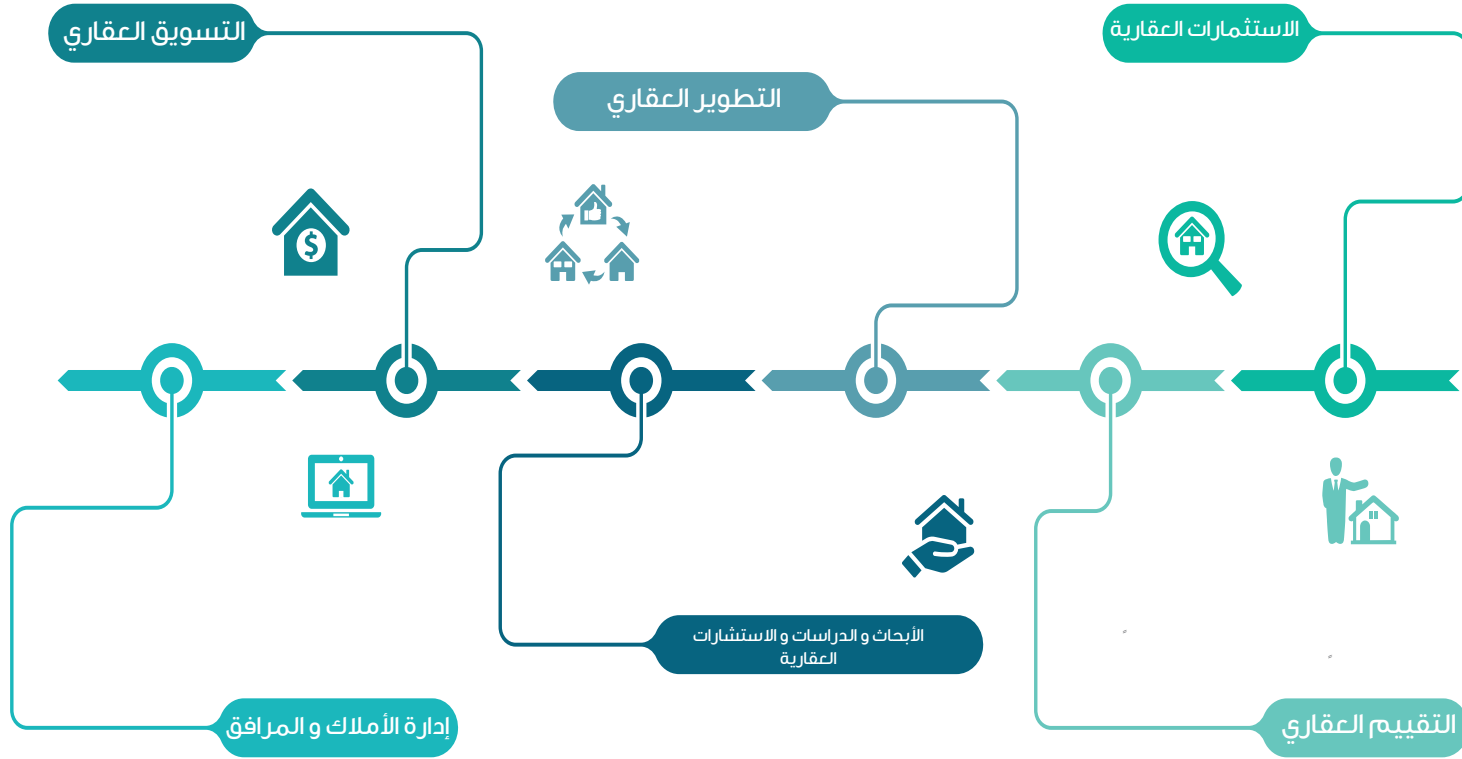 الاستثمارات العقارية
التقييم العقاري
التطوير العقاري
الأبحاث و الدراسات و الاستشارات
العقارية
التسويق العقاري
إدارة الأملاك و المرافق
$